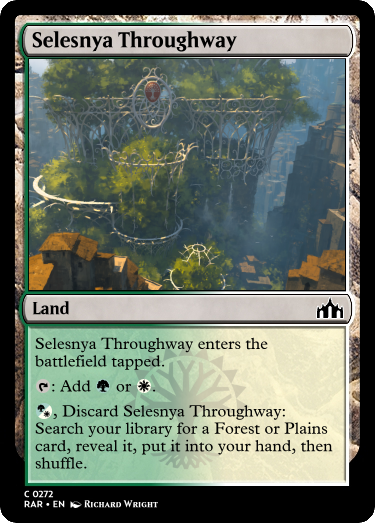 Selesnya Throughway
Land
Selesnya Throughway enters the
battlefield tapped.
: Add or .
, Discard Selesnya Throughway:
Search your library for a Forest or Plains
card, reveal it, put it into your hand, then
shuffle.
C 0272
RAR • EN Richard Wright